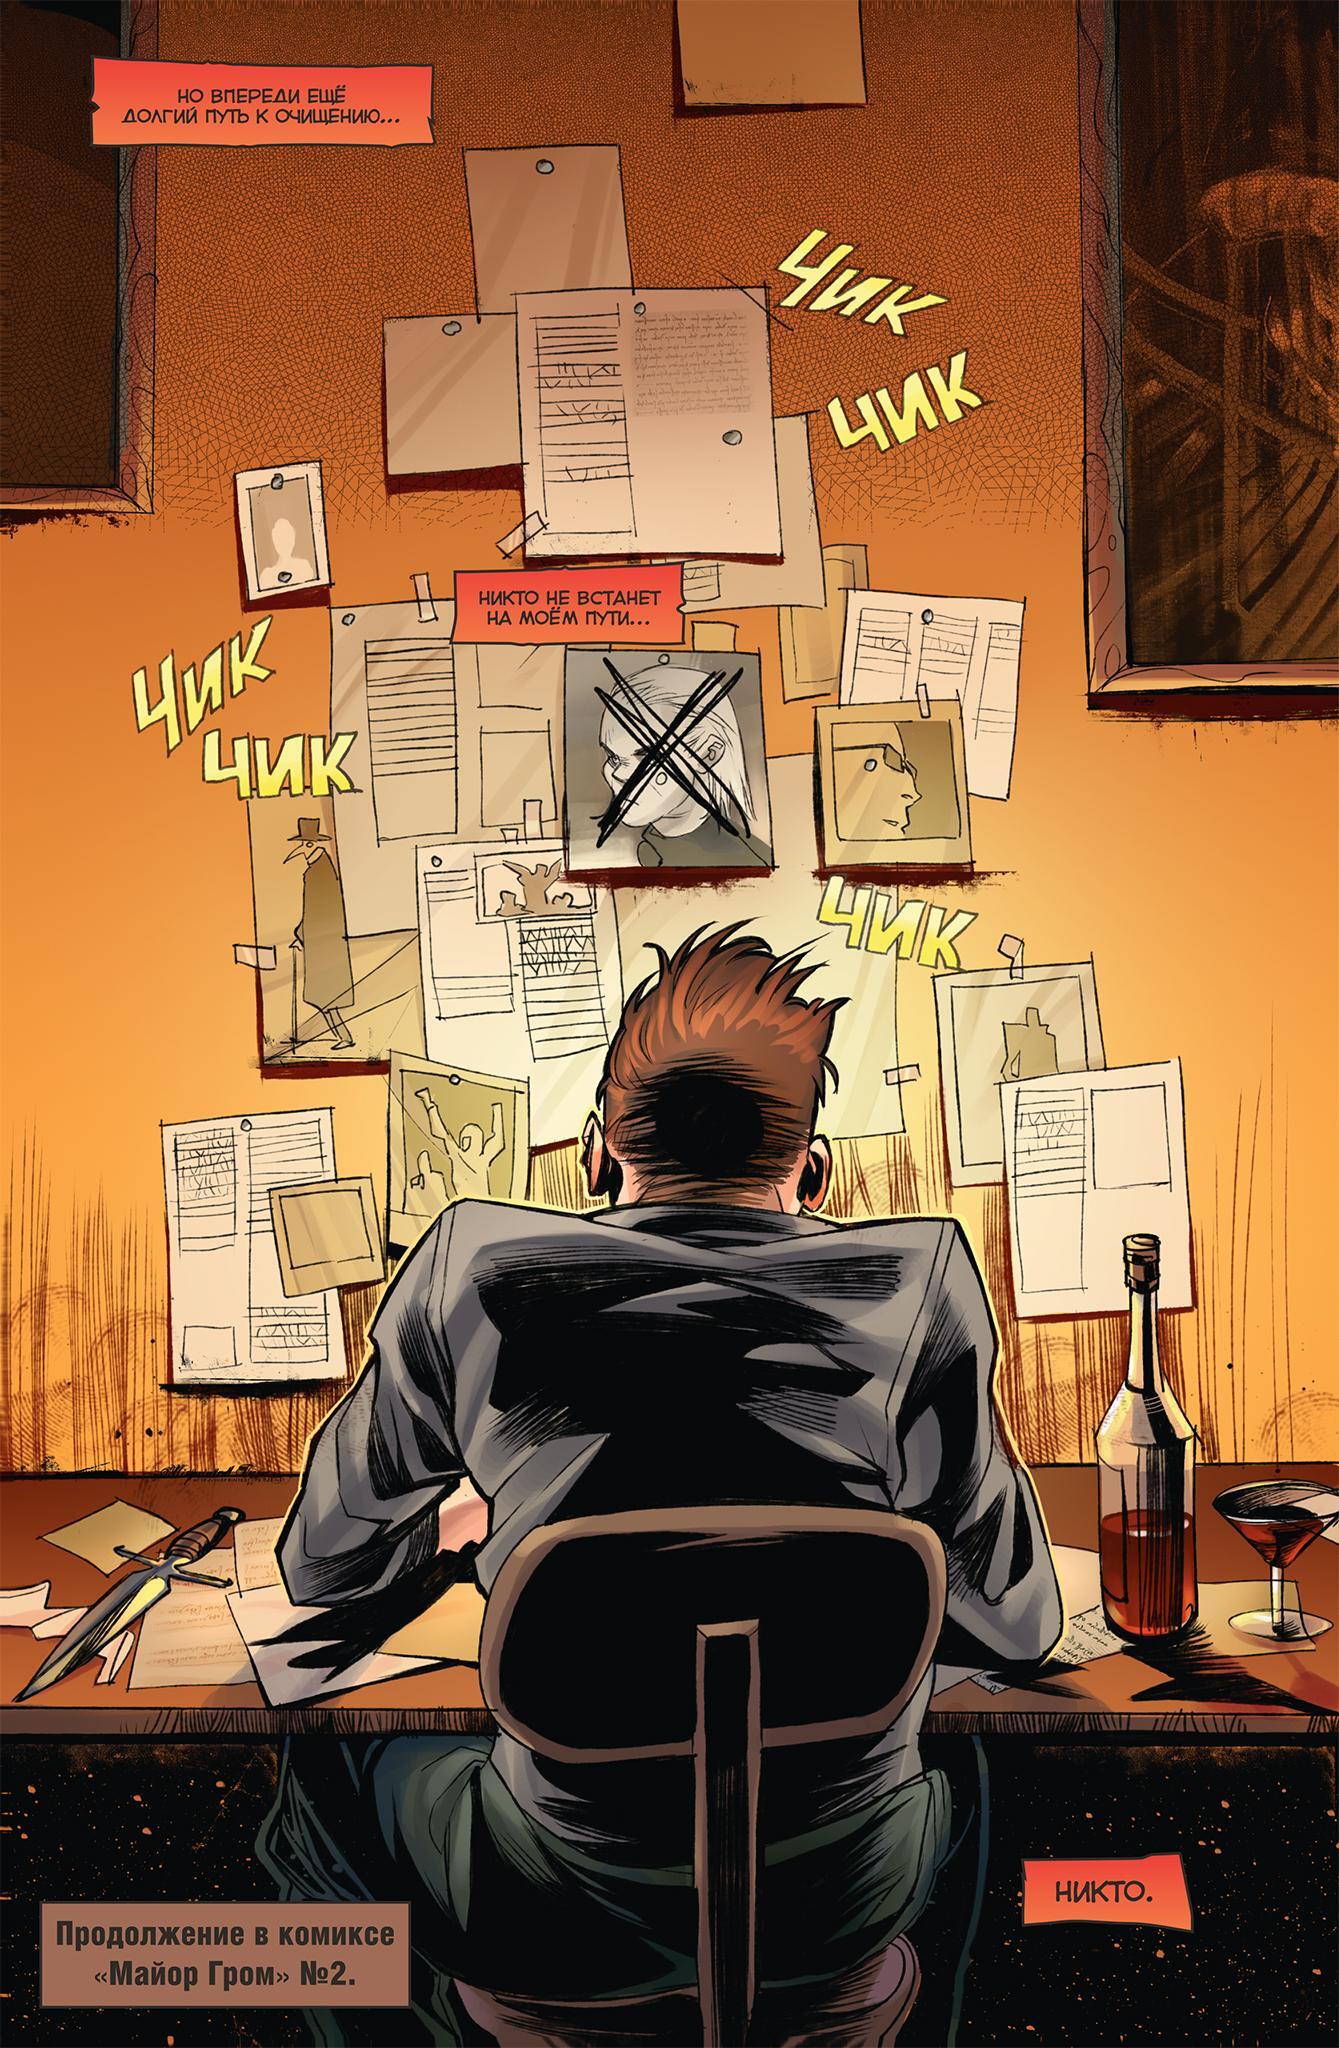 НО ВПЕРЕДИ ЕЩЁ
ДОЛГИЙ ПУТЬ К ОЧИЩЕНИЮ...
ЧИК
ЧИК
НИКТО НЕ ВСТАНЕТ
НА МОЁМ ПУТИ...
ЧИК
ЧИК
ЧИК
НИКТО.
Продолжение в комиксе
«Майор Гром» №2.